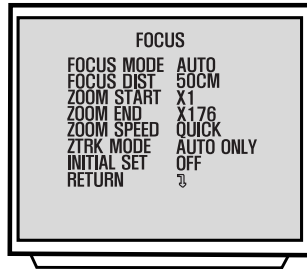 FOCUS
FOCUS MODE AUTO
FOCUS DIST 50CM
ZOOM START X1
ZOOM END X176
ZOOM SPEED QUICK
ZTRK MODE AUTO ONLY
INITIAL SET OFF
RETURN ↵